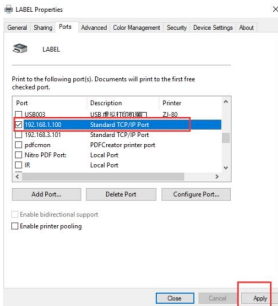 LABEL Properties
General Sharing Ports Advanced Color Management Security Device Settings About
LABEL
Print to the following port(s). Documents will print to the first free
checked port.
Port Description Printer
USB003 USB ZJ-80
192.168.1.100 Standard TCP/IP Port
192.168.3.101 Standard TCP/IP Port
pdfcmon PDFCreator printer port
Nitro PDF Port: Local Port
IR Local Port
Add Port... Delete Port Configure Port...
Enable bidirectional support
Enable printer pooling
Close Cancel Apply